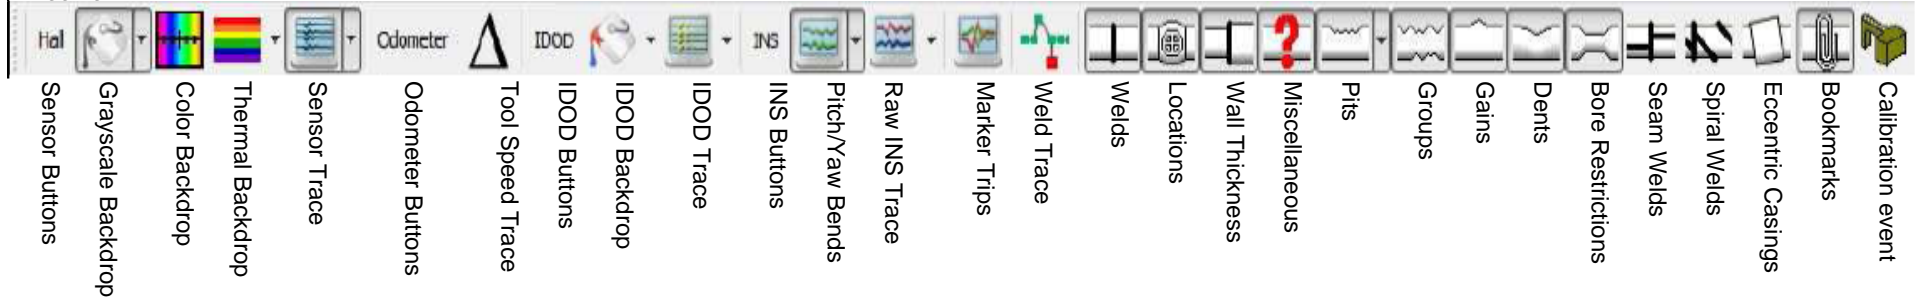 Hall
Odometer
IDOD
INS
Sensor Buttons
Grayscale Backdrop
Color Backdrop
Thermal Backdrop
Sensor Trace
Odometer Buttons
Tool Speed Trace
IDOD Buttons
IDOD Backdrop
IDOD Trace
INS Buttons
Pitch/Yaw Bends
Raw INS Trace
Marker Trips
Weld Trace
Welds
Locations
Wall Thickness
Miscellaneous
Pits
Groups
Gains
Dents
Bore Restrictions
Seam Welds
Spiral Welds
Eccentric Casings
Bookmarks
Calibration event